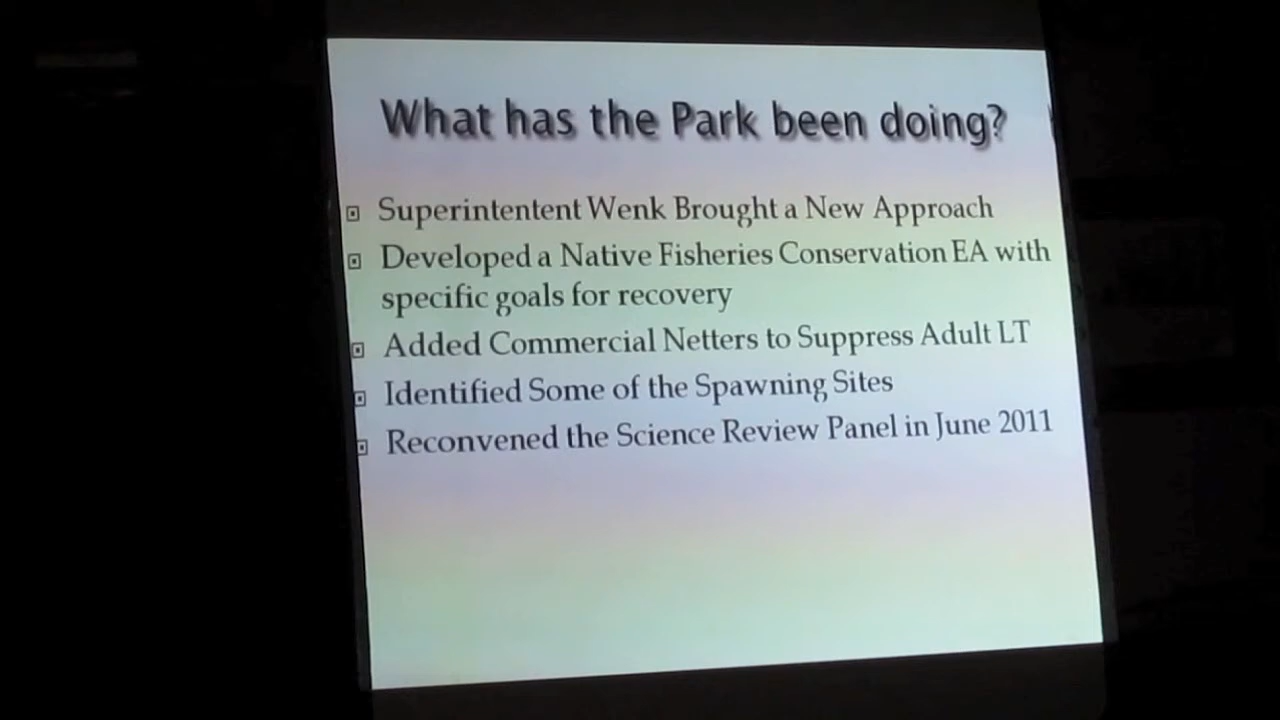 What has the Park been doing?
Superintentent Wenk Brought a New Approach
Developed a Native Fisheries Conservation EA with
specific goals for recovery
Added Commercial Netters to Suppress Adult LT
Identified Some of the Spawning Sites
Reconvened the Science Review Panel in June 2011